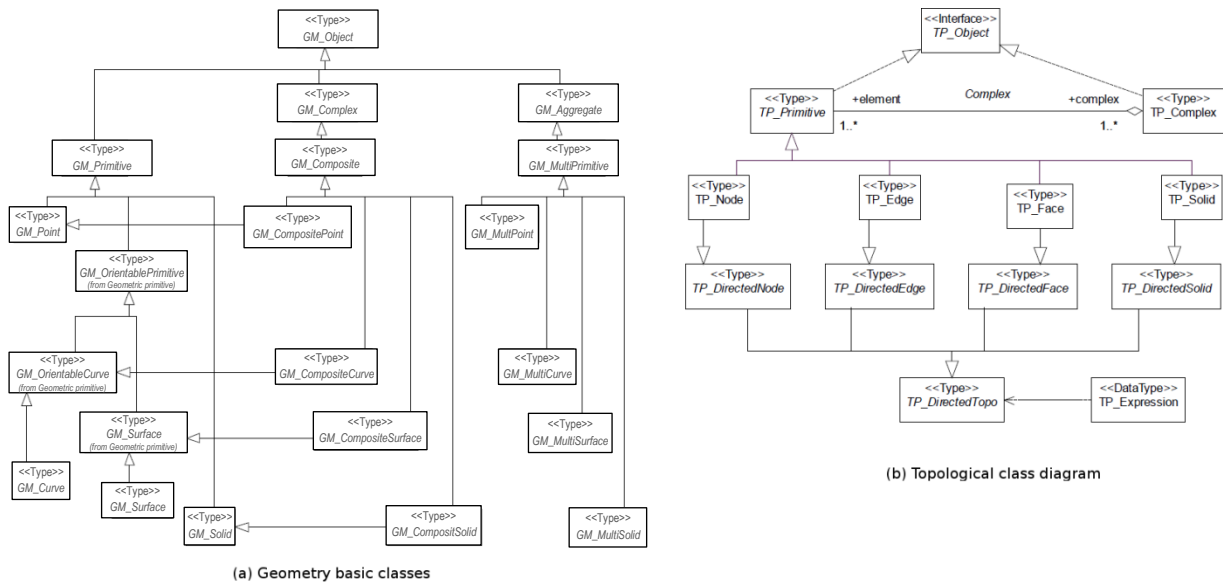 <<Type>>
GM_Object
<<Type>>
GM_Complex
<<Type>>
GM_Aggregate
<<Type>>
GM_Primitive
<<Type>>
GM_Composite
<<Type>>
GM_MultiPrimitive
<<Type>>
GM_Point
<<Type>>
GM_CompositePoint
<<Type>>
GM_MultPoint
<<Type>>
GM_OrientablePrimitive
(from Geometric primitive)
<<Type>>
GM_OrientableCurve
(from Geometric primitive)
<<Type>>
GM_CompositeCurve
<<Type>>
GM_MultiCurve
<<Type>>
GM_Surface
(from Geometric primitive)
<<Type>>
GM_CompositeSurface
<<Type>>
GM_MultiSurface
<<Type>>
GM_Curve
<<Type>>
GM_Surface
<<Type>>
GM_Solid
<<Type>>
GM_CompositSolid
<<Type>>
GM_MultiSolid
(a) Geometry basic classes
<<Interface>>
TP_Object
<<Type>>
TP_Primitive
+element
Complex
+complex
1..*
1..*
<<Type>>
TP_Complex
<<Type>>
TP_Node
<<Type>>
TP_Edge
<<Type>>
TP_Face
<<Type>>
TP_Solid
<<Type>>
TP_DirectedNode
<<Type>>
TP_DirectedEdge
<<Type>>
TP_DirectedFace
<<Type>>
TP_DirectedSolid
<<Type>>
TP_DirectedTopo
<<DataType>>
TP_Expression
(b) Topological class diagram